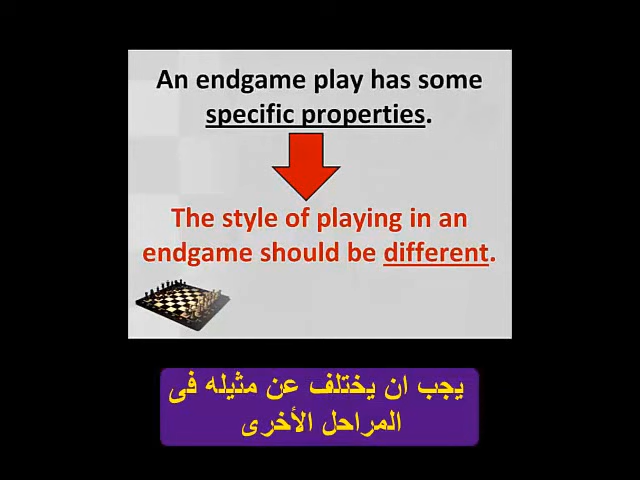 An endgame play has some
specific properties.
The style of playing in an
endgame should be different.
يجب ان يختلف عن مثيله فى
المراحل الأخرى